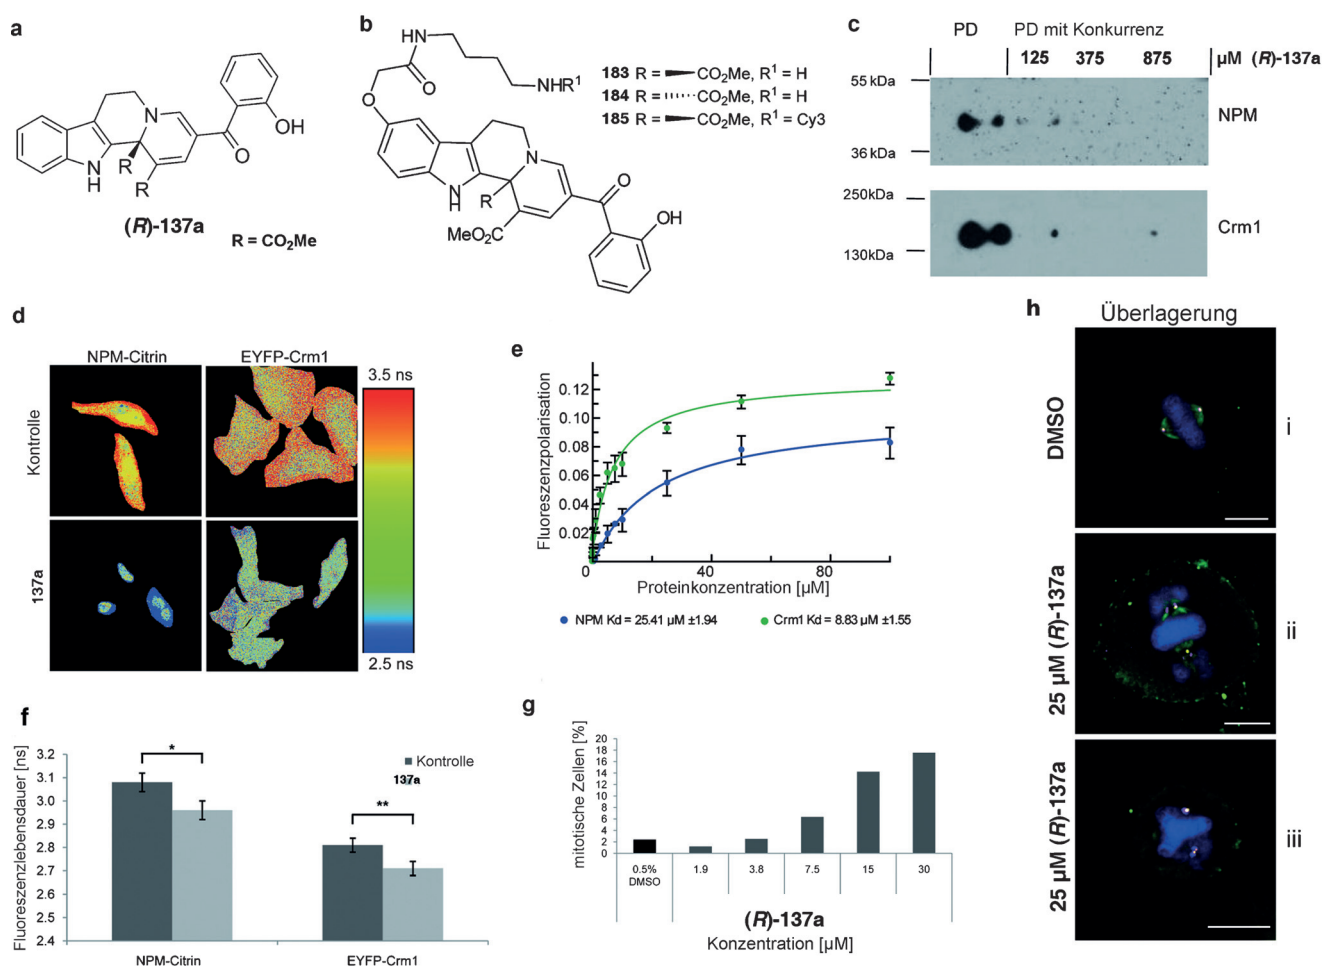 a
N
OH
O
N
H
R
R
(R)-137a
R = CO₂Me
b
HN
O
NHR¹
O
183 R = CO₂Me, R¹ = H
184 R = CO₂Me, R¹ = H
185 R = CO₂Me, R¹ = Cy3
N
O
N
H
R
OH
MeO₂C
c
PD
PD mit Konkurrenz
125 375 875 µM (R)-137a
55 kDa
NPM
36 kDa
250kDa
Crm1
130kDa
d
NPM-Citrin
EYFP-Crm1
3.5 ns
Kontrolle
137a
2.5 ns
e
Fluoreszenzpolarisation
0.12
0.10
0.08
0.06
0.04
0.02
0 40 80
Proteinkonzentration [µM]
NPM Kd = 25.41 µM ±1.94
Crm1 Kd = 8.83 µM ±1.55
f
Fluoreszenzlebensdauer [ns]
3.2
3.1
3.0
2.9
2.8
2.7
2.6
2.5
2.4
*
**
Kontrolle
137a
NPM-Citrin
EYFP-Crm1
g
mitotische Zellen [%]
20
18
16
14
12
10
8
6
4
2
0
0.5% DMSO
1.9
3.8
7.5
15
30
(R)-137a
Konzentration [µM]
h
Überlagerung
DMSO
i
25 µM (R)-137a
ii
25 µM (R)-137a
iii